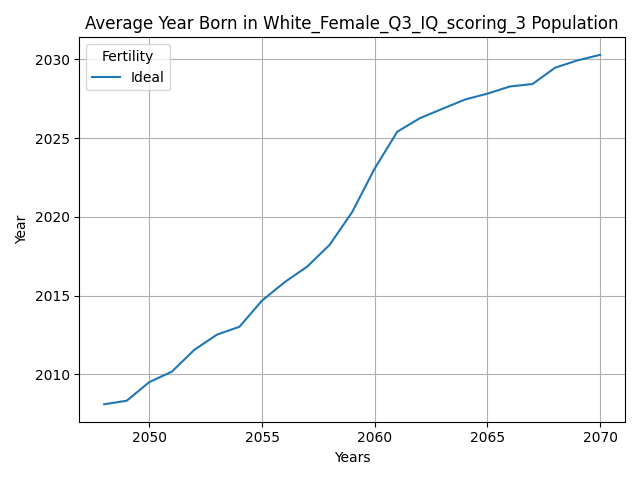 Average Year Born in White_Female_Q3_IQ_scoring_3 Population
Fertility
Ideal
2030
2025
2020
2015
2010
Year
2050 2055 2060 2065 2070
Years